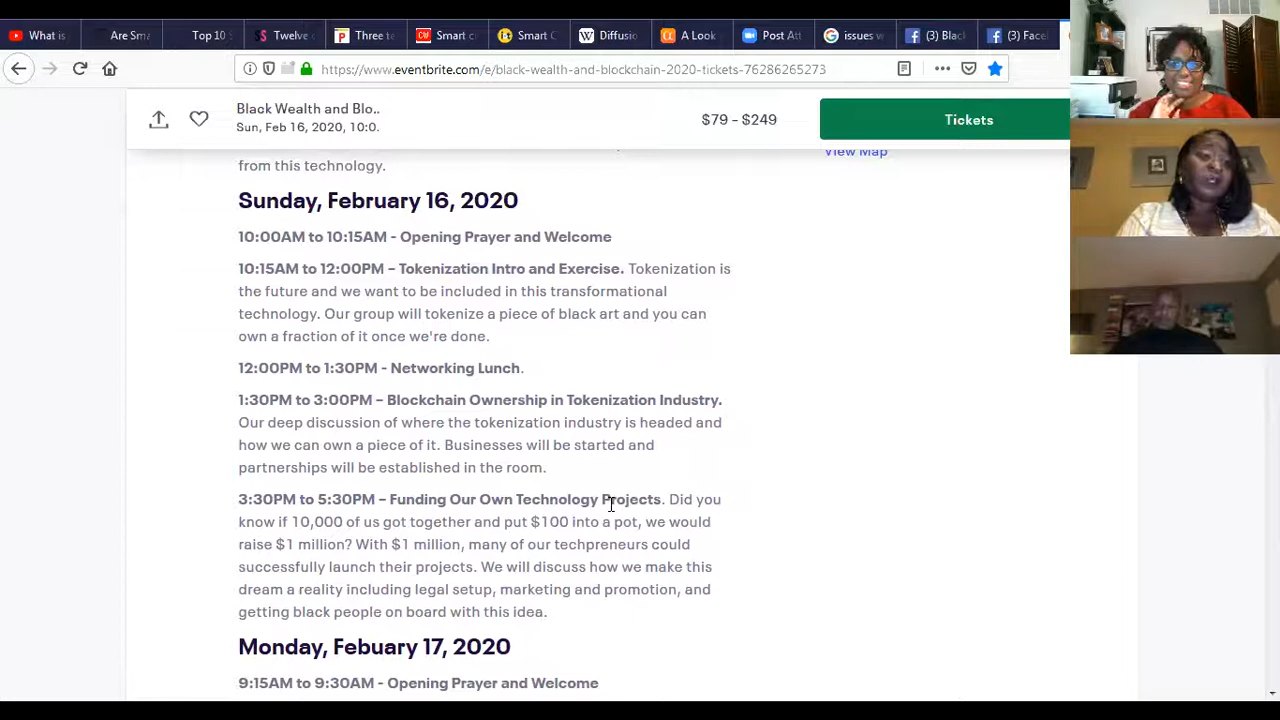 What is
Are Sma
Top 10
Twelve c
Three te
Smart ci
Smart C
Diffusio
A Look
Post Att
issues w
(3) Black
(3) Facel
https://www.eventbrite.com/e/black-wealth-and-blockchain-2020-tickets-76286265273
Black Wealth and Blo..
Sun, Feb 16, 2020, 10:0.
$79 – $249
Tickets
from this technology.
View Map
Sunday, February 16, 2020
10:00AM to 10:15AM - Opening Prayer and Welcome
10:15AM to 12:00PM – Tokenization Intro and Exercise. Tokenization is
the future and we want to be included in this transformational
technology. Our group will tokenize a piece of black art and you can
own a fraction of it once we're done.
12:00PM to 1:30PM - Networking Lunch.
1:30PM to 3:00PM – Blockchain Ownership in Tokenization Industry.
Our deep discussion of where the tokenization industry is headed and
how we can own a piece of it. Businesses will be started and
partnerships will be established in the room.
3:30PM to 5:30PM – Funding Our Own Technology Projects. Did you
know if 10,000 of us got together and put $100 into a pot, we would
raise $1 million? With $1 million, many of our techpreneurs could
successfully launch their projects. We will discuss how we make this
dream a reality including legal setup, marketing and promotion, and
getting black people on board with this idea.
Monday, Febuary 17, 2020
9:15AM to 9:30AM - Opening Prayer and Welcome